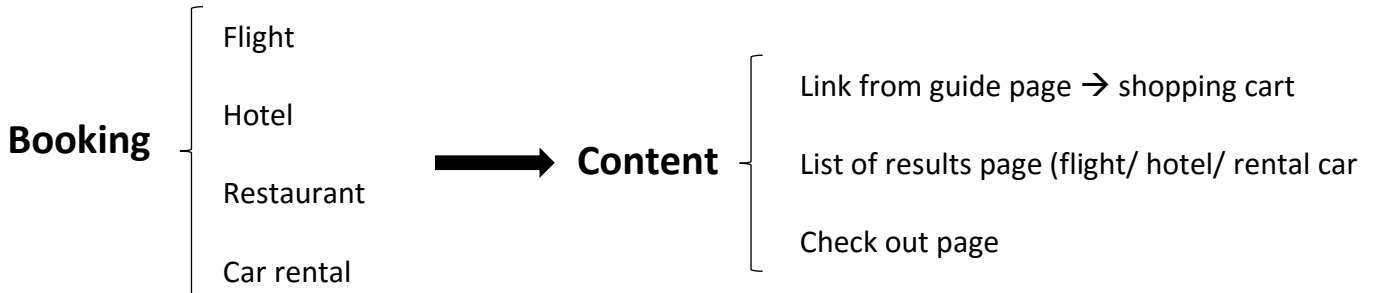 Booking
Flight
Hotel
Restaurant
Car rental
Content
Link from guide page → shopping cart
List of results page (flight/ hotel/ rental car
Check out page